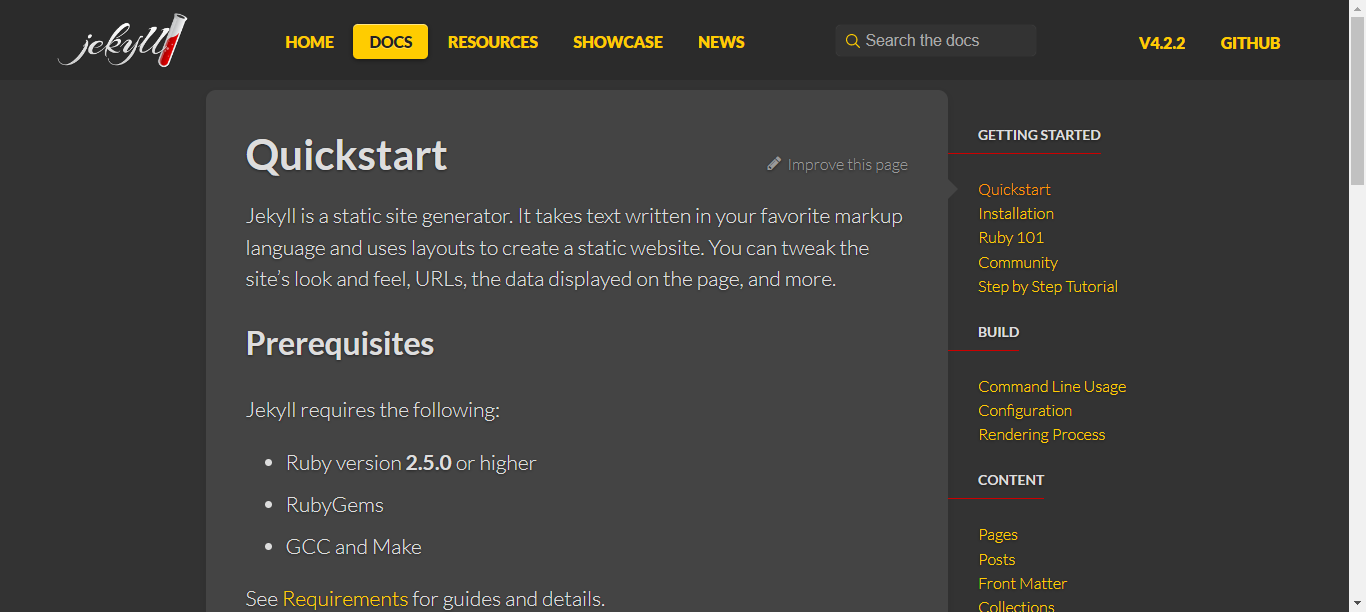 jekyll
HOME DOCS RESOURCES SHOWCASE NEWS
Search the docs
V4.2.2 GITHUB
Quickstart
Improve this page
Jekyll is a static site generator. It takes text written in your favorite markup
language and uses layouts to create a static website. You can tweak the
site’s look and feel, URLs, the data displayed on the page, and more.
Prerequisites
Jekyll requires the following:
• Ruby version 2.5.0 or higher
• RubyGems
• GCC and Make
See Requirements for guides and details.
GETTING STARTED
Quickstart
Installation
Ruby 101
Community
Step by Step Tutorial
BUILD
Command Line Usage
Configuration
Rendering Process
CONTENT
Pages
Posts
Front Matter
Collections